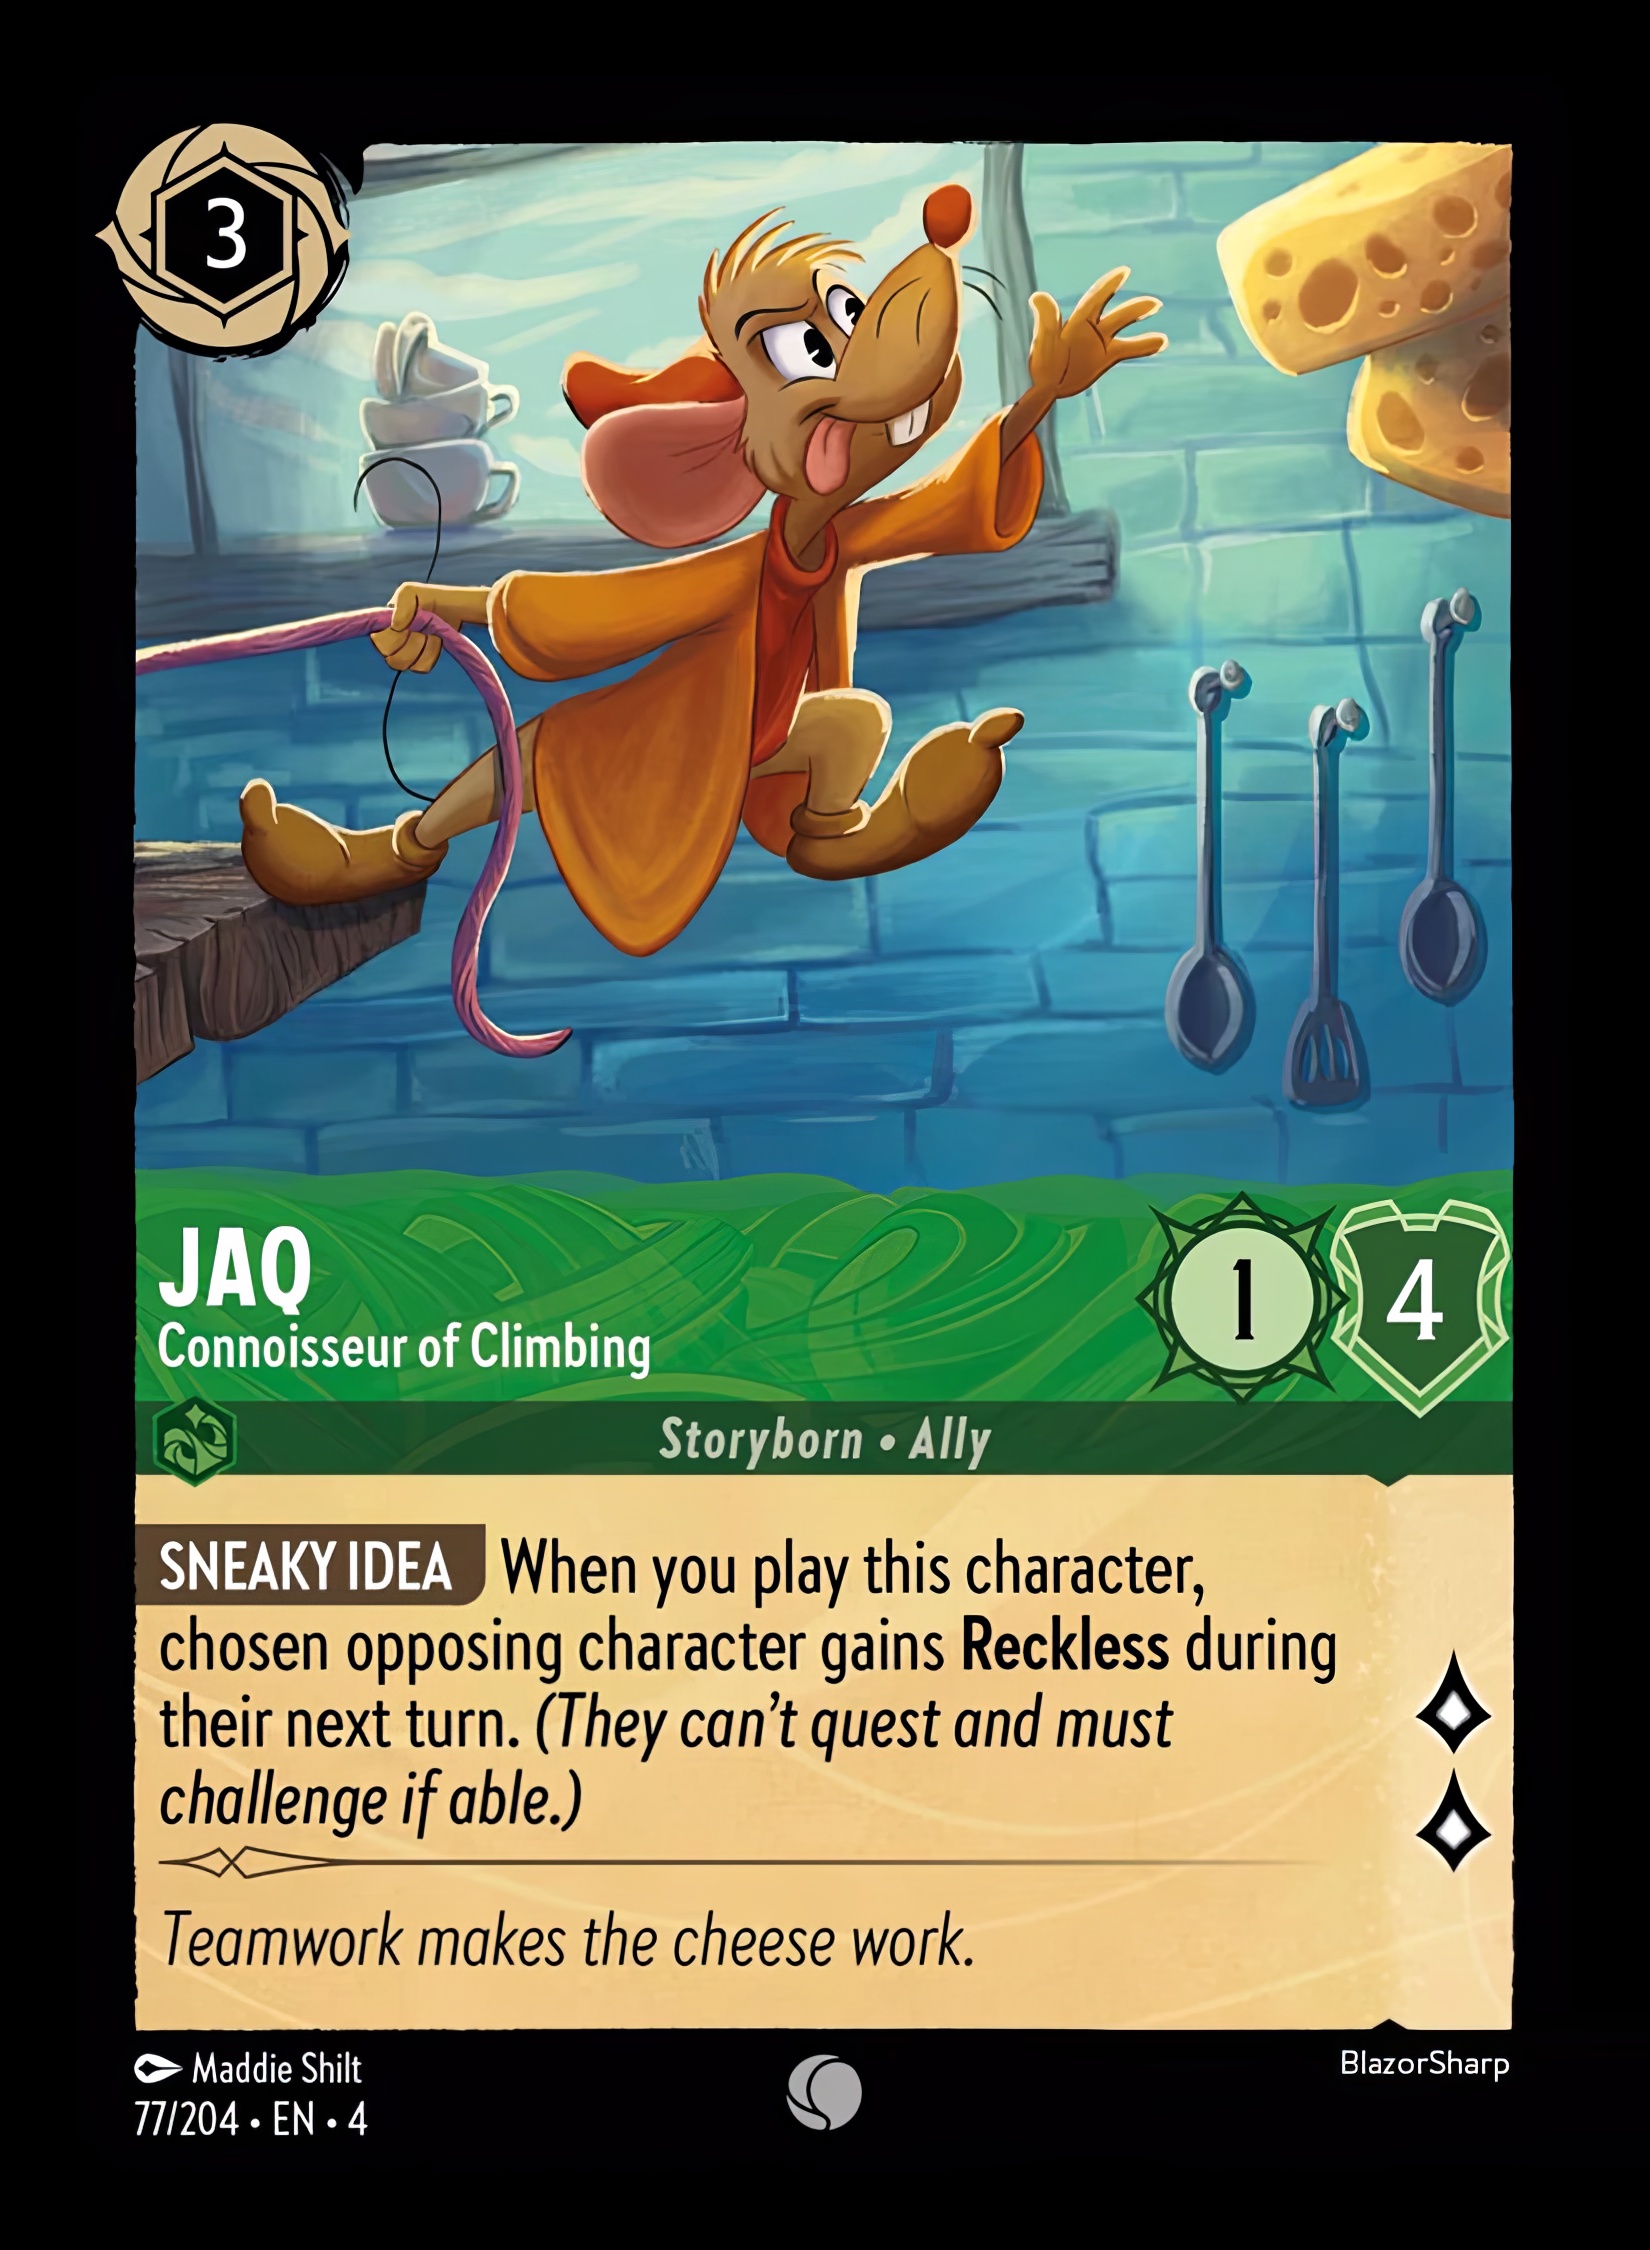 3
JAQ
Connoisseur of Climbing
1
4
Storyborn • Ally
SNEAKY IDEA When you play this character,
chosen opposing character gains Reckless during
their next turn. (They can't quest and must
challenge if able.)
Teamwork makes the cheese work.
Maddie Shilt
BlazorSharp
77/204 • EN • 4